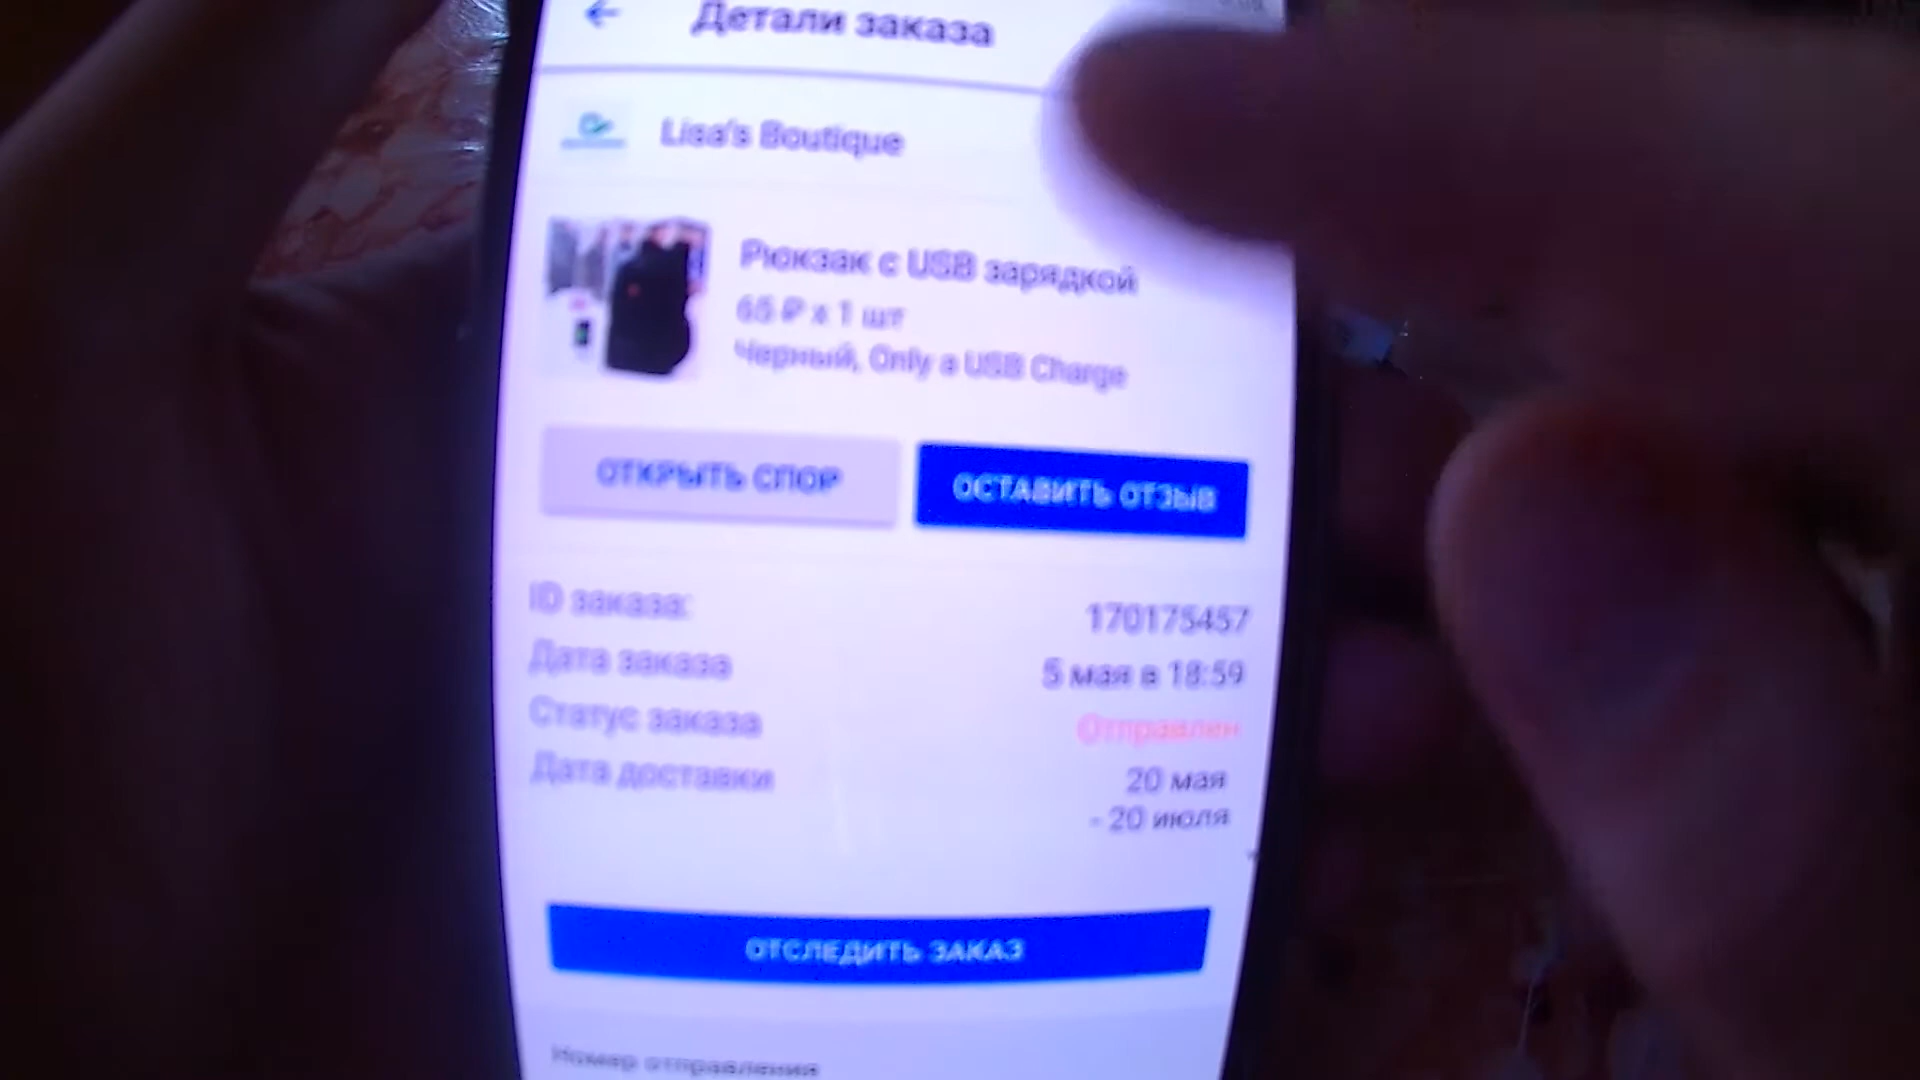 Детали заказа
Lisa's Boutique
Рюкзак с USB зарядкой
65 ₽ x 1 шт
Черный, Only a USB Charge
ОТКРЫТЬ СПОР
ОСТАВИТЬ ОТЗЫВ
ID заказа: 170175457
Дата заказа 5 мая в 18:59
Статус заказа Отправлен
Дата доставки 20 мая
- 20 июля
ОТСЛЕДИТЬ ЗАКАЗ
Номер отправления